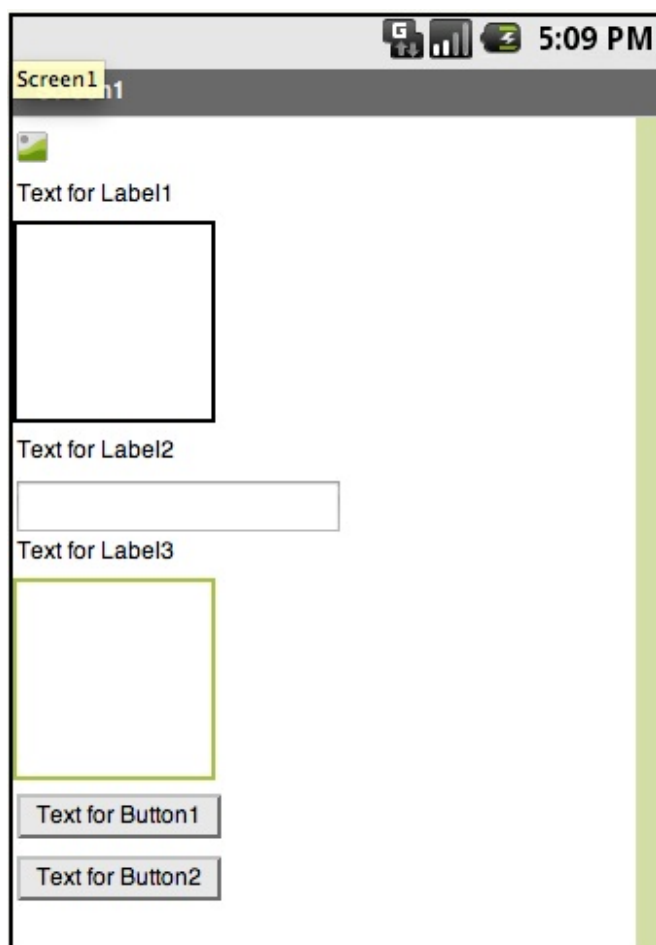 G
5:09 PM
Screen1
Text for Label1
Text for Label2
Text for Label3
Text for Button1
Text for Button2